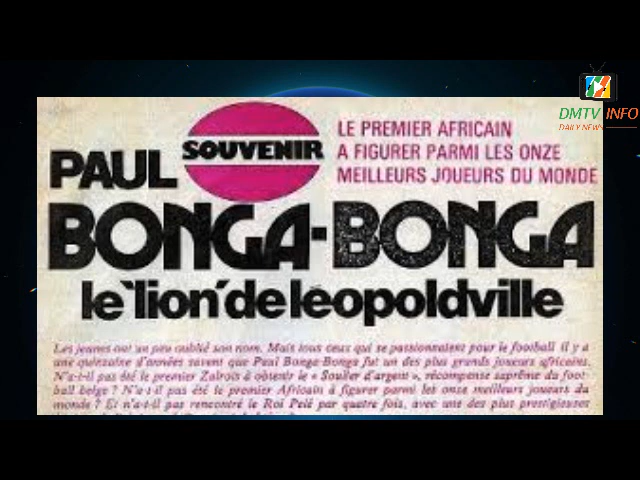 DMTV INFO
DAILY NEWS
SOUVENIR
LE PREMIER AFRICAIN
A FIGURER PARMI LES ONZE
MEILLEURS JOUEURS DU MONDE
PAUL
BONGA-BONGA
le'lion'deleopoldville
Les jeunes ont un peu oublié son nom. Mais tous ceux qui se passionnaient pour le football il y a
une quinzaine d'années savent que Paul Bonga-Bonga fut un des plus grands joueurs africains.
N'a-t-il pas été le premier Zaïrois à obtenir le « Soulier d'argent », récompense suprême du foot-
ball belge ? N'a-t-il pas été le premier Africain à figurer parmi les onze meilleurs joueurs du
monde ? Et n'a-t-il pas rencontré le Roi Pelé par quatre fois, avec une des plus prestigieuses